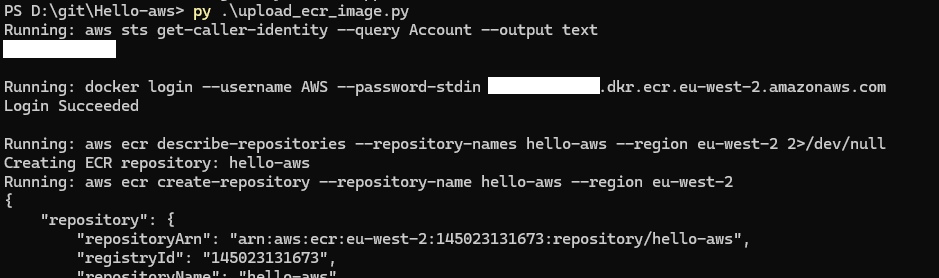 PS D:\git\Hello-aws> py .\upload_ecr_image.py
Running: aws sts get-caller-identity --query Account --output text
Running: docker login --username AWS --password-stdin .dkr.ecr.eu-west-2.amazonaws.com
Login Succeeded
Running: aws ecr describe-repositories --repository-names hello-aws --region eu-west-2 2>/dev/null
Creating ECR repository: hello-aws
Running: aws ecr create-repository --repository-name hello-aws --region eu-west-2
{
    "repository": {
        "repositoryArn": "arn:aws:ecr:eu-west-2:145023131673:repository/hello-aws",
        "registryId": "145023131673",
        "repositoryName": "hello-aws"